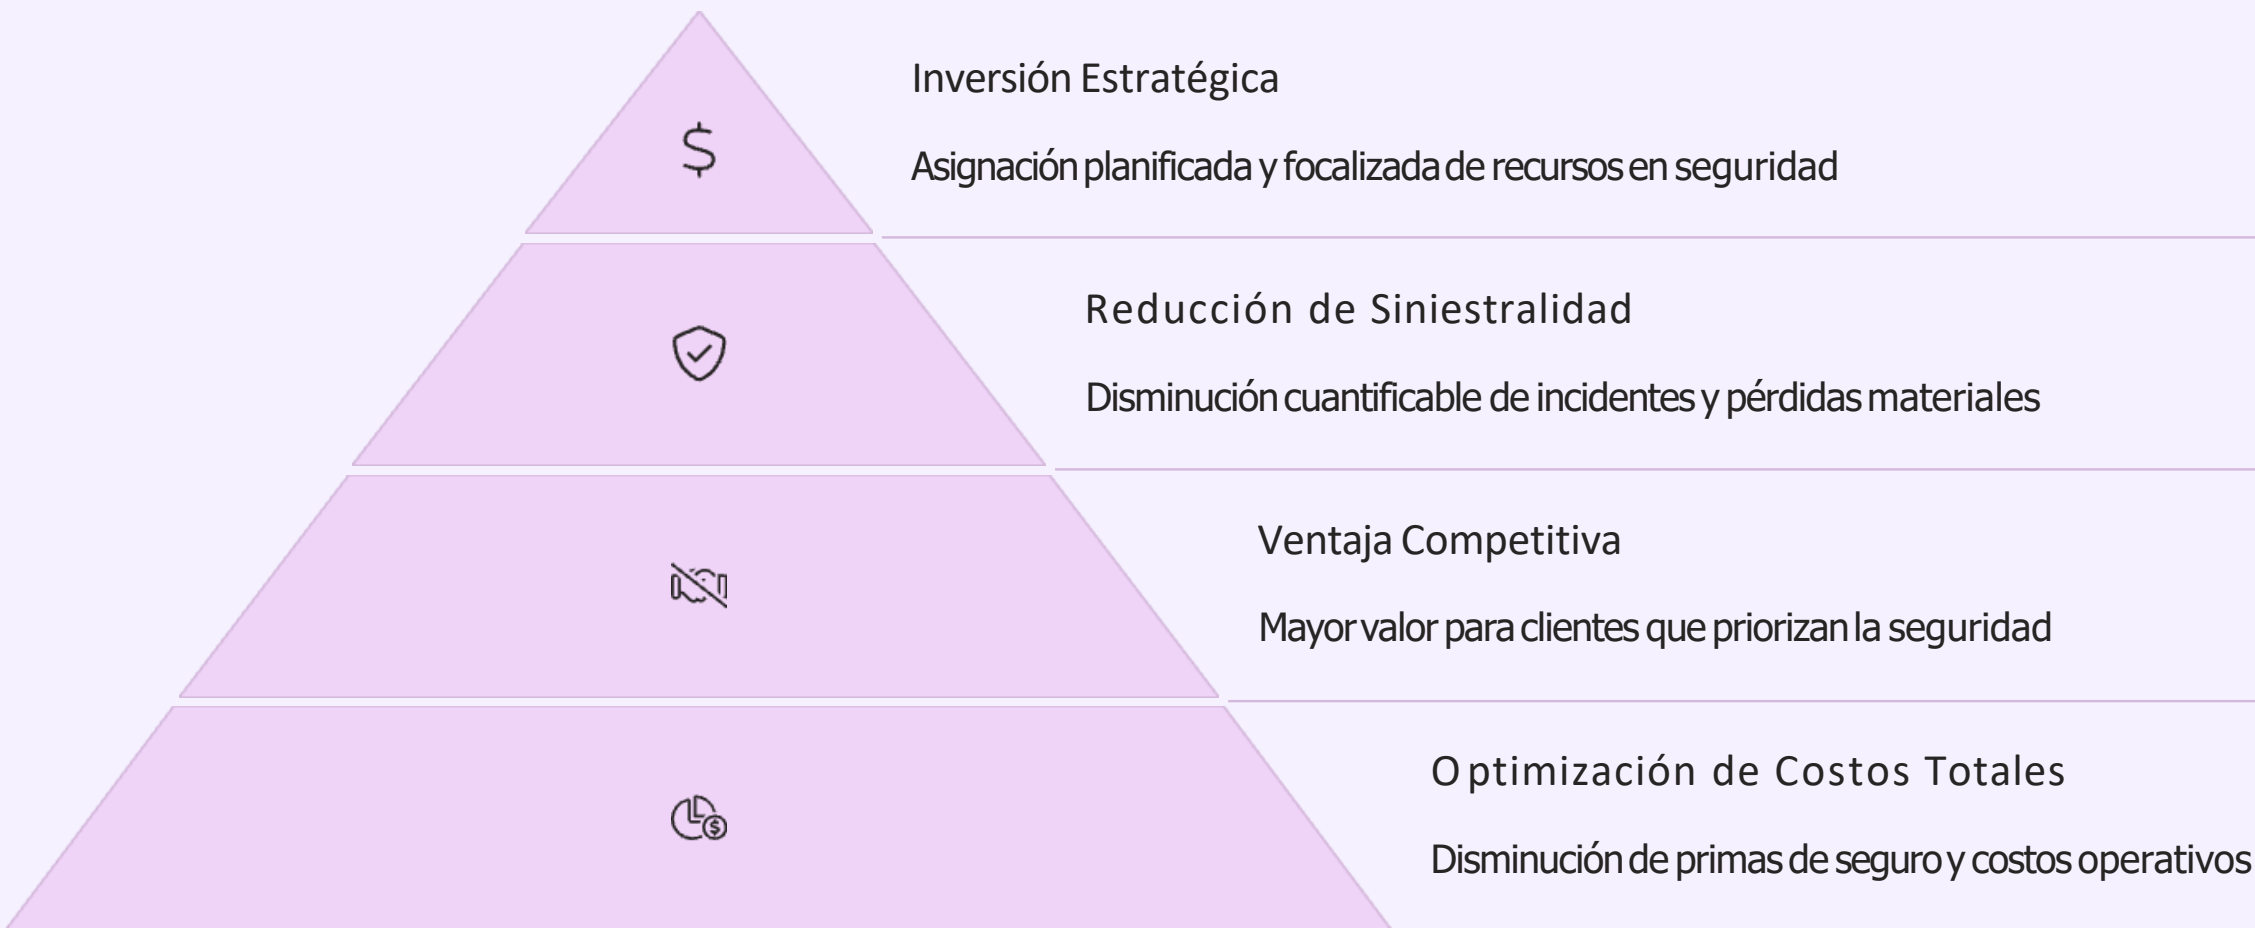 $
Inversión Estratégica
Asignación planificada y focalizada de recursos en seguridad
Reducción de Siniestralidad
Disminución cuantificable de incidentes y pérdidas materiales
Ventaja Competitiva
Mayor valor para clientes que priorizan la seguridad
Optimización de Costos Totales
$
Disminución de primas de seguro y costos operativos